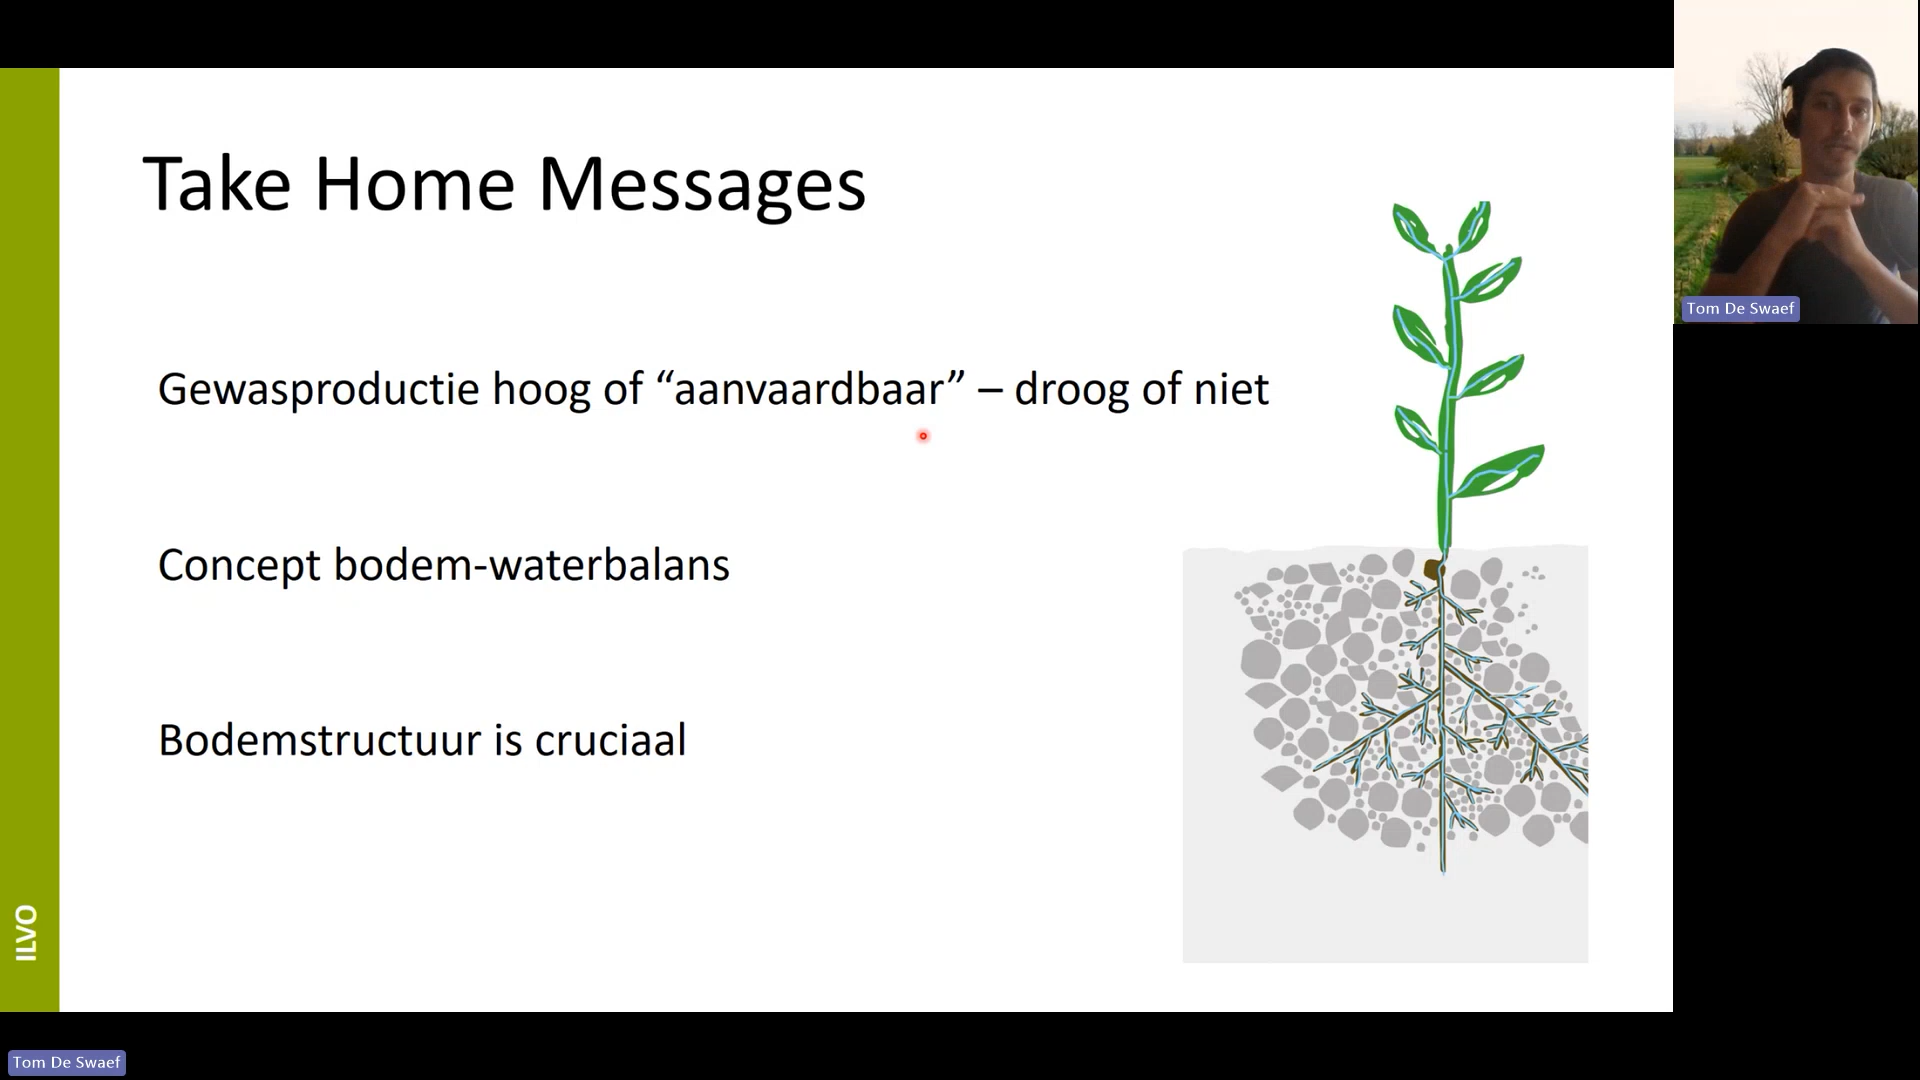 Take Home Messages
Gewasproductie hoog of “aanvaardbaar” – droog of niet
Concept bodem-waterbalans
Bodemstructuur is cruciaal
ILVO
Tom De Swaef
Tom De Swaef